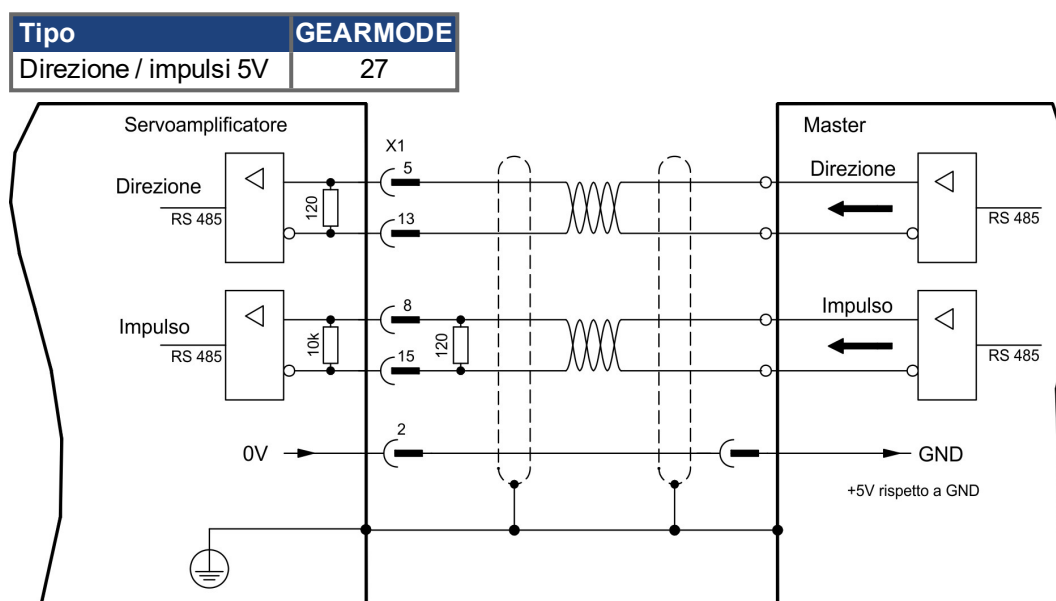 Tipo GEARMODE
Direzione / impulsi 5V 27
Servoamplificatore
Master
X1
Direzione
RS 485
120
5
13
Direzione
RS 485
Impulso
RS 485
10k
8
15
120
Impulso
RS 485
0V
2
GND
+5V rispetto a GND